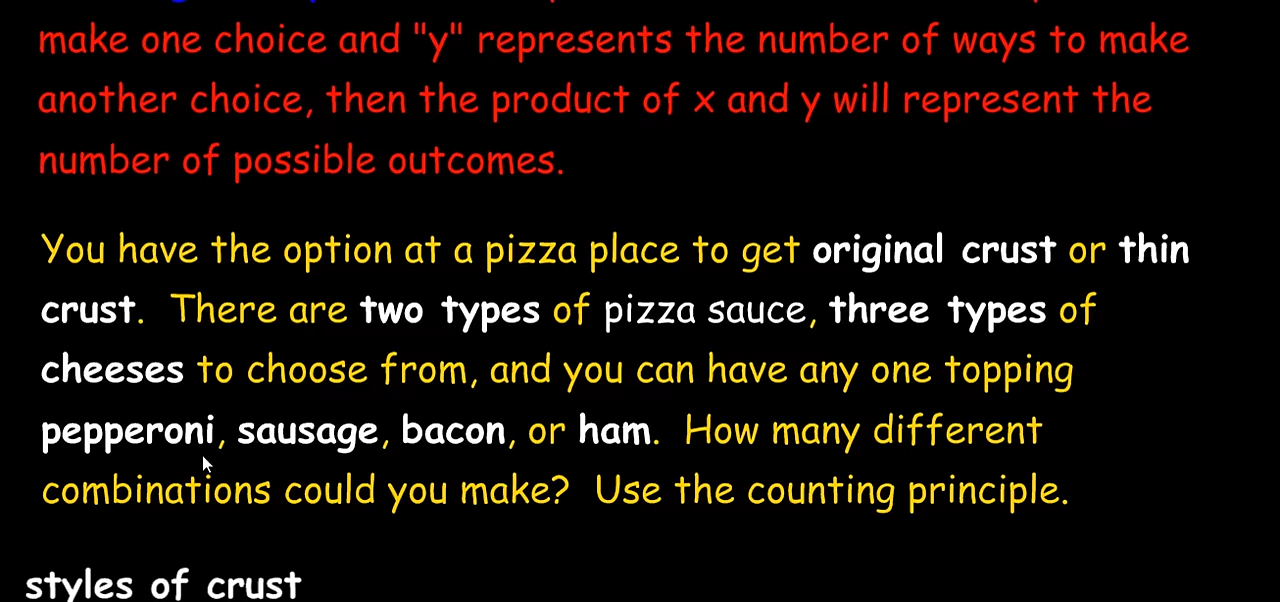 make one choice and "y" represents the number of ways to make
another choice, then the product of x and y will represent the
number of possible outcomes.
You have the option at a pizza place to get original crust or thin
crust. There are two types of pizza sauce, three types of
cheeses to choose from, and you can have any one topping
pepperoni, sausage, bacon, or ham. How many different
combinations could you make? Use the counting principle.
styles of crust